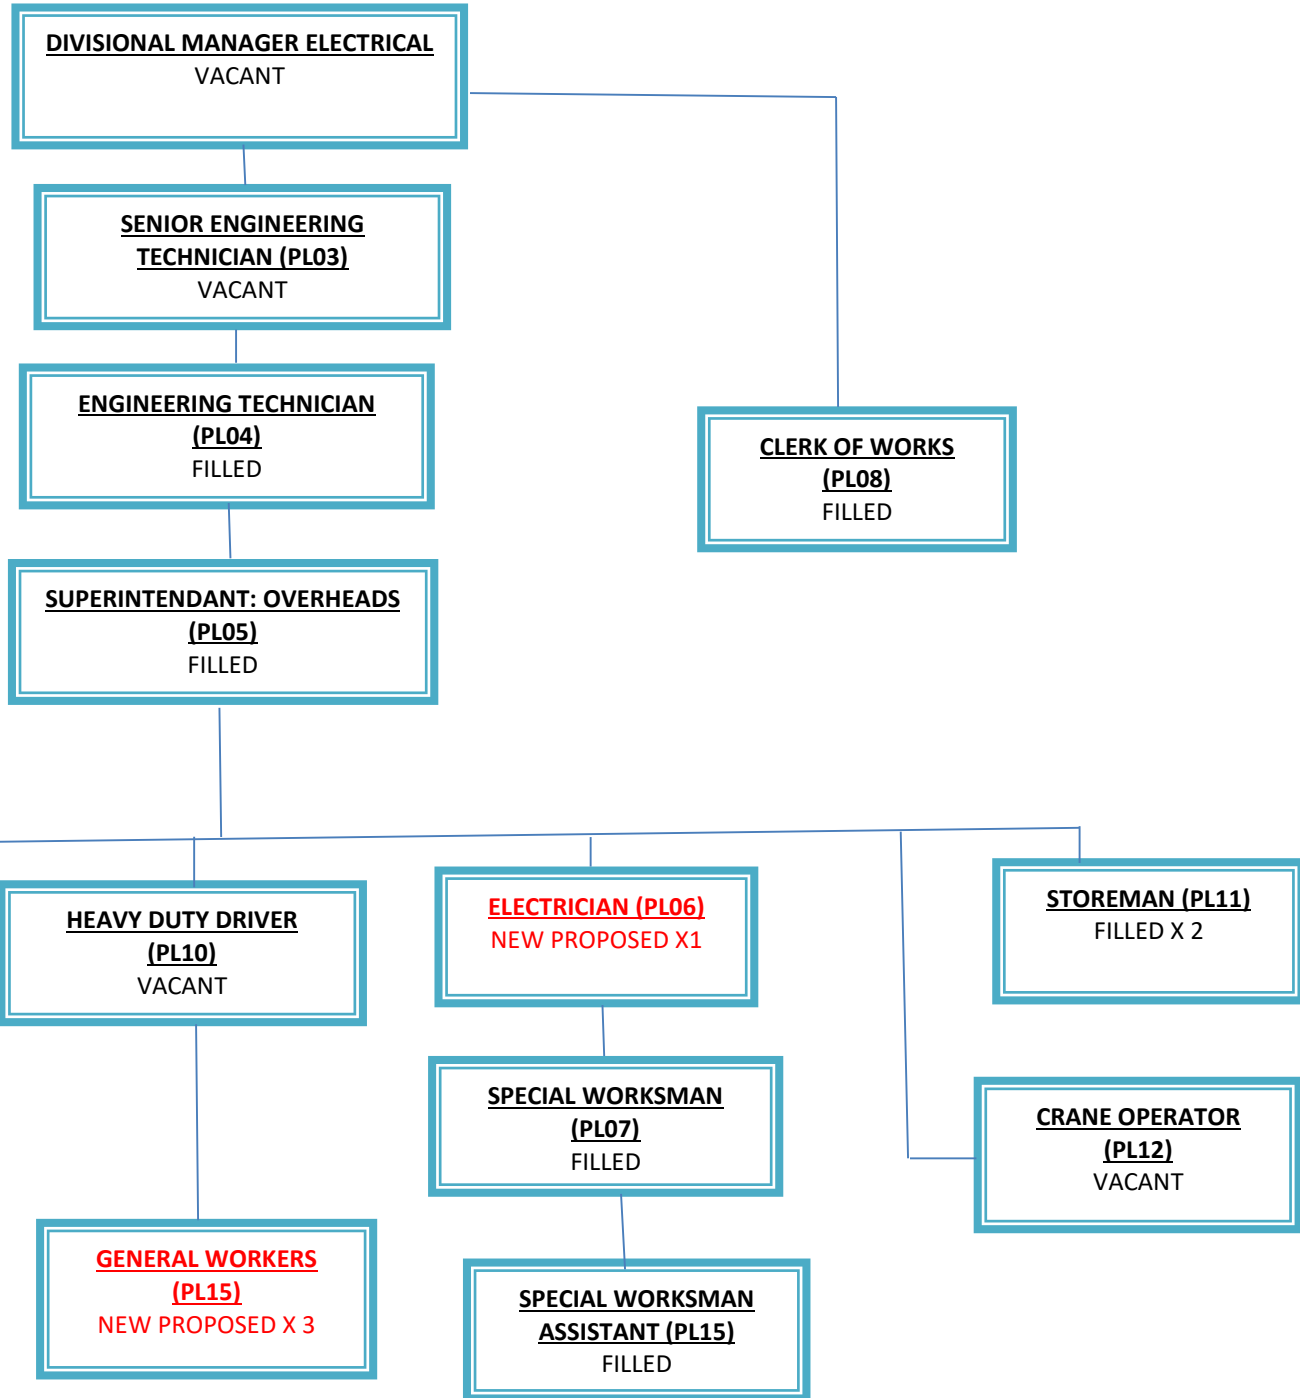 DIVISIONAL MANAGER ELECTRICAL
VACANT
SENIOR ENGINEERING
TECHNICIAN (PL03)
VACANT
ENGINEERING TECHNICIAN
(PL04)
FILLED
CLERK OF WORKS
(PL08)
FILLED
SUPERINTENDANT: OVERHEADS
(PL05)
FILLED
HEAVY DUTY DRIVER
(PL10)
VACANT
ELECTRICIAN (PL06)
NEW PROPOSED X1
STOREMAN (PL11)
FILLED X 2
SPECIAL WORKSMAN
(PL07)
FILLED
CRANE OPERATOR
(PL12)
VACANT
GENERAL WORKERS
(PL15)
NEW PROPOSED X 3
SPECIAL WORKSMAN
ASSISTANT (PL15)
FILLED